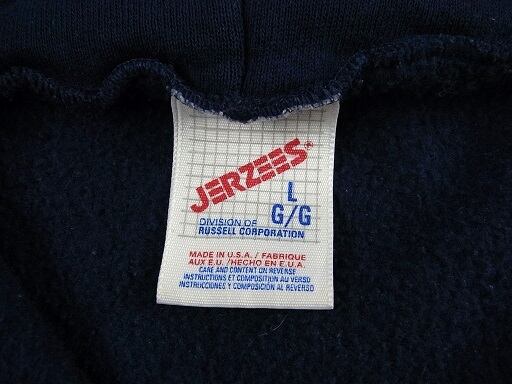 JERZEES®
L
G/G
DIVISION OF
RUSSELL CORPORATION
MADE IN U.S.A. / FABRIQUE
AUX E.U. / HECHO EN E.U.A.
CARE AND CONTENT ON REVERSE
INSTRUCTIONS ET COMPOSITION AU VERSO
INSTRUCCIONES Y COMPOSICIÓN AL REVERSO